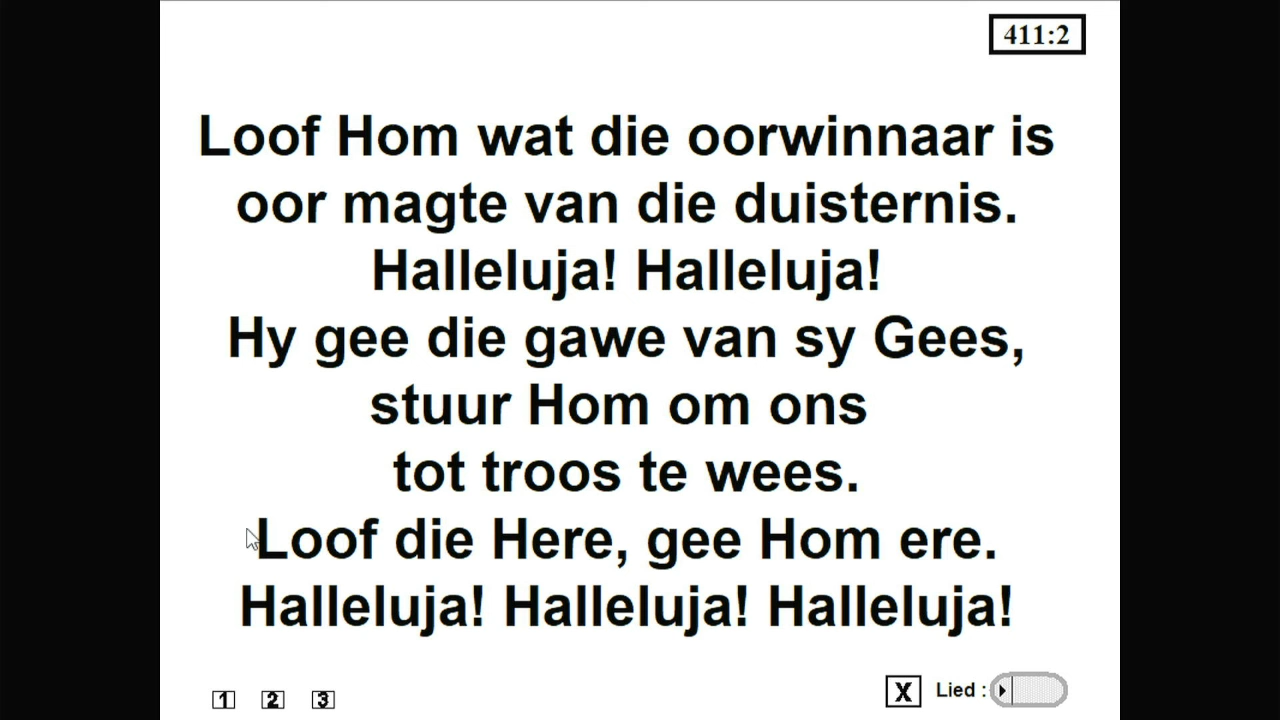 411:2
Loof Hom wat die oorwinnaar is
oor magte van die duisternis.
Halleluja! Halleluja!
Hy gee die gawe van sy Gees,
stuur Hom om ons
tot troos te wees.
Loof die Here, gee Hom ere.
Halleluja! Halleluja! Halleluja!
1 2 3 X Lied :